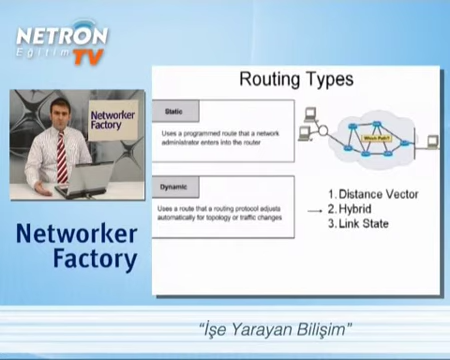 NETRON
Eğitim TV
Networker
Factory
Networker
Factory
Routing Types
Static
Uses a programmed route that a network
administrator enters into the router
Which Path?
Dynamic
Uses a route that a routing protocol adjusts
automatically for topology or traffic changes
1. Distance Vector
2. Hybrid
3. Link State
"İşe Yarayan Bilişim"